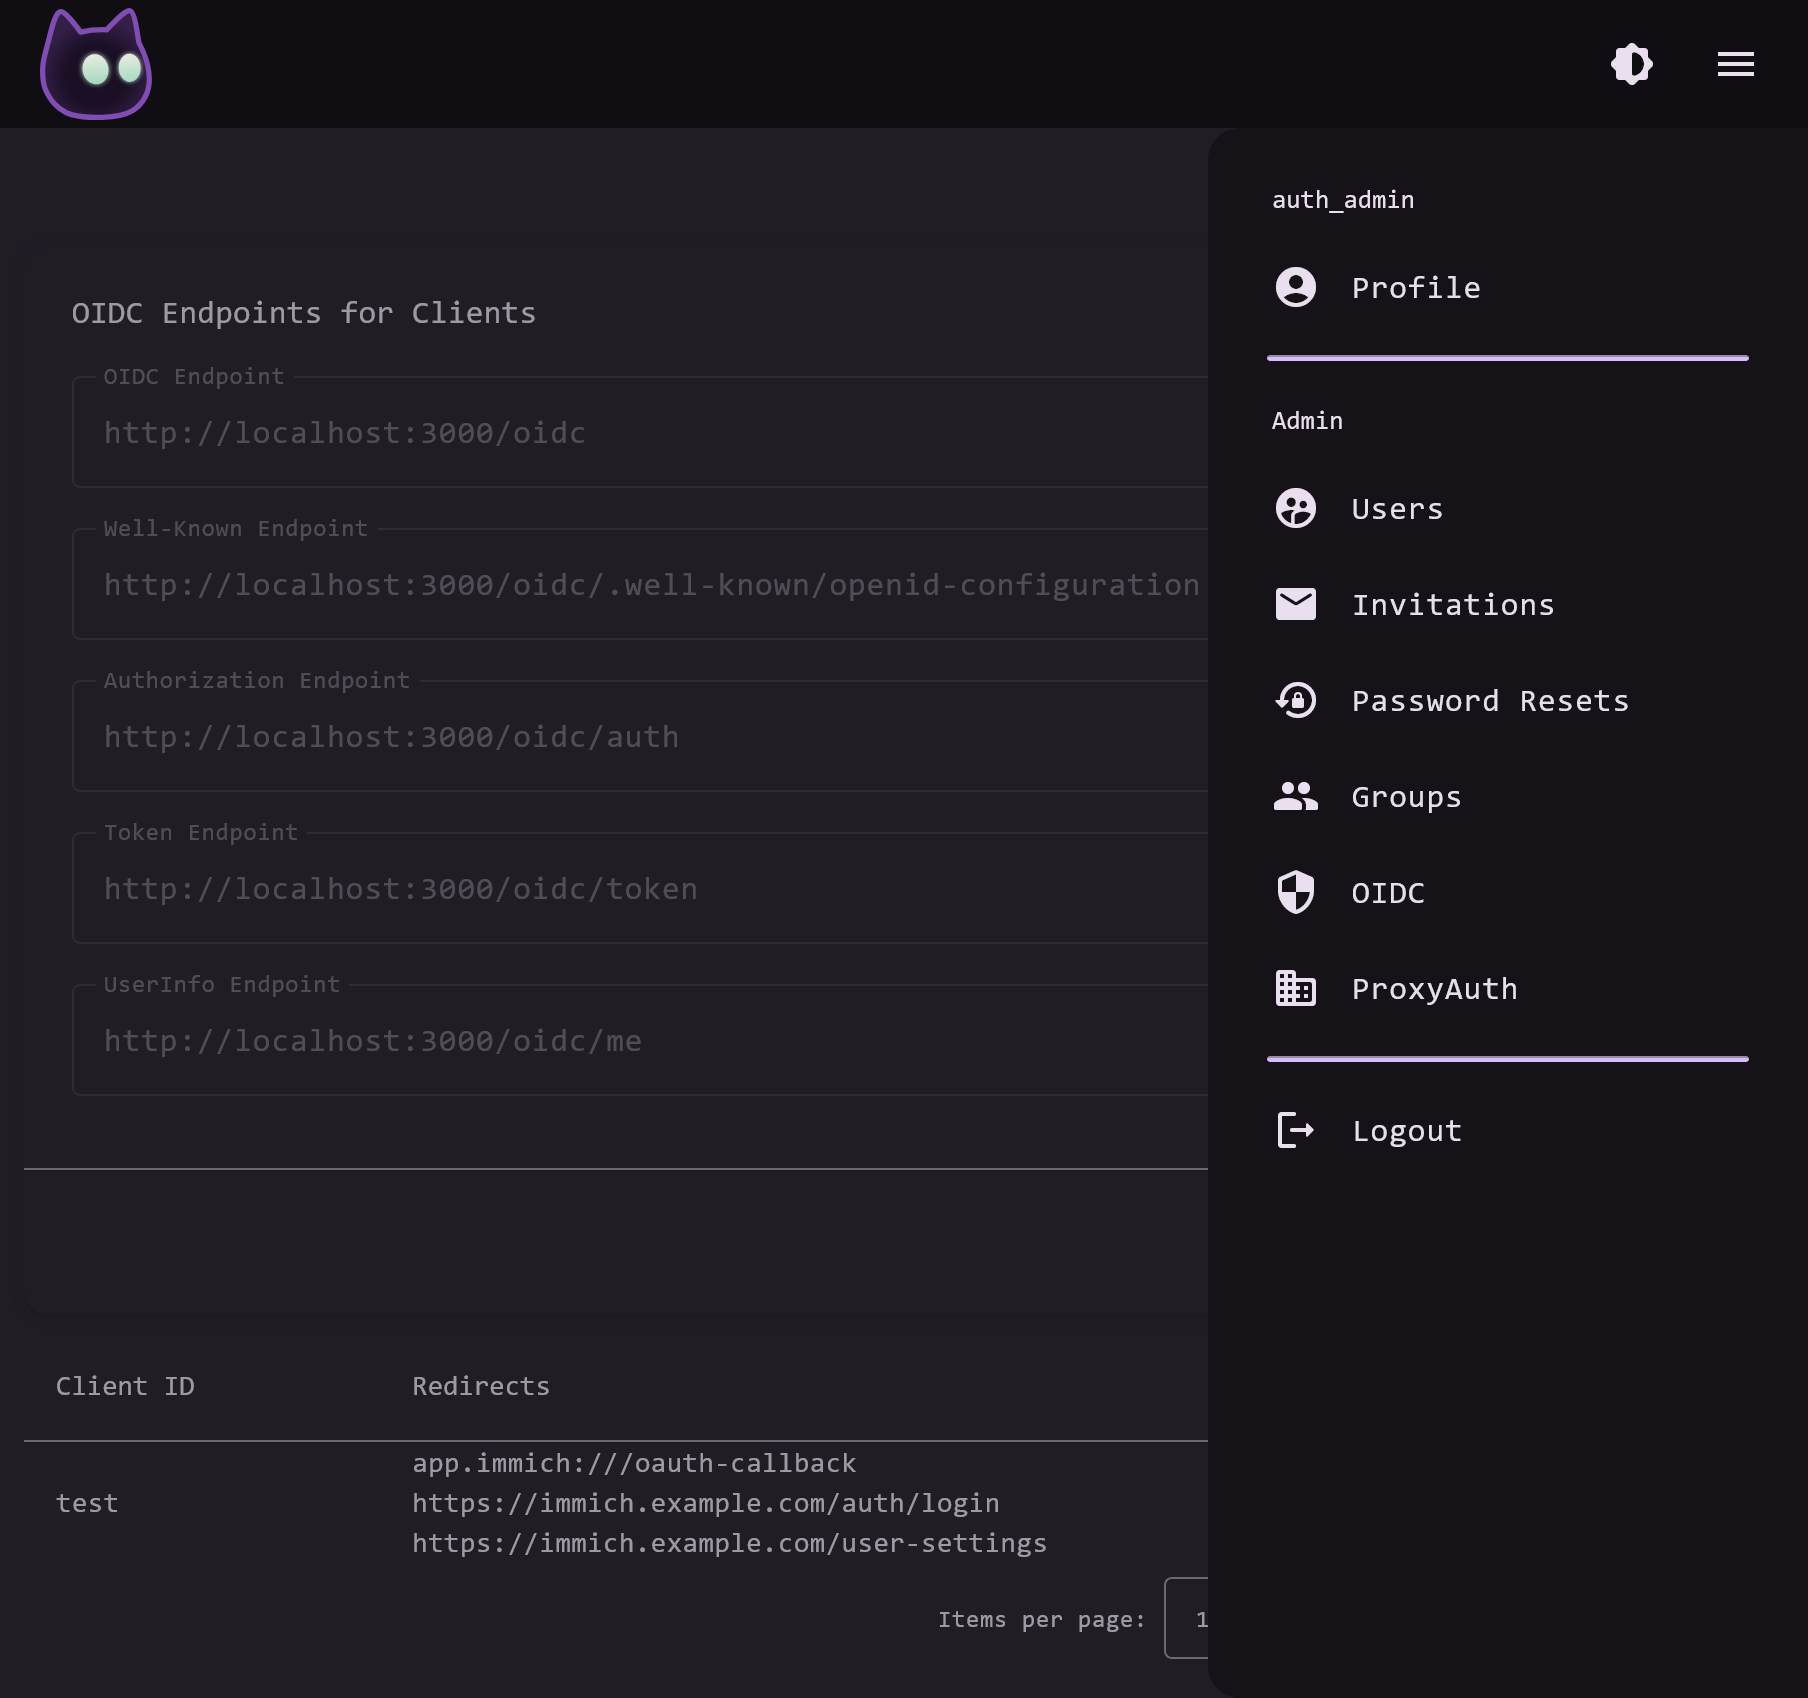 OIDC Endpoints for Clients
OIDC Endpoint
http://localhost:3000/oidc
Well-Known Endpoint
http://localhost:3000/oidc/.well-known/openid-configuration
Authorization Endpoint
http://localhost:3000/oidc/auth
Token Endpoint
http://localhost:3000/oidc/token
UserInfo Endpoint
http://localhost:3000/oidc/me
Client ID Redirects
app.immich:///oauth-callback
test https://immich.example.com/auth/login
https://immich.example.com/user-settings
Items per page: 1
auth_admin
Profile
Admin
Users
Invitations
Password Resets
Groups
OIDC
ProxyAuth
Logout